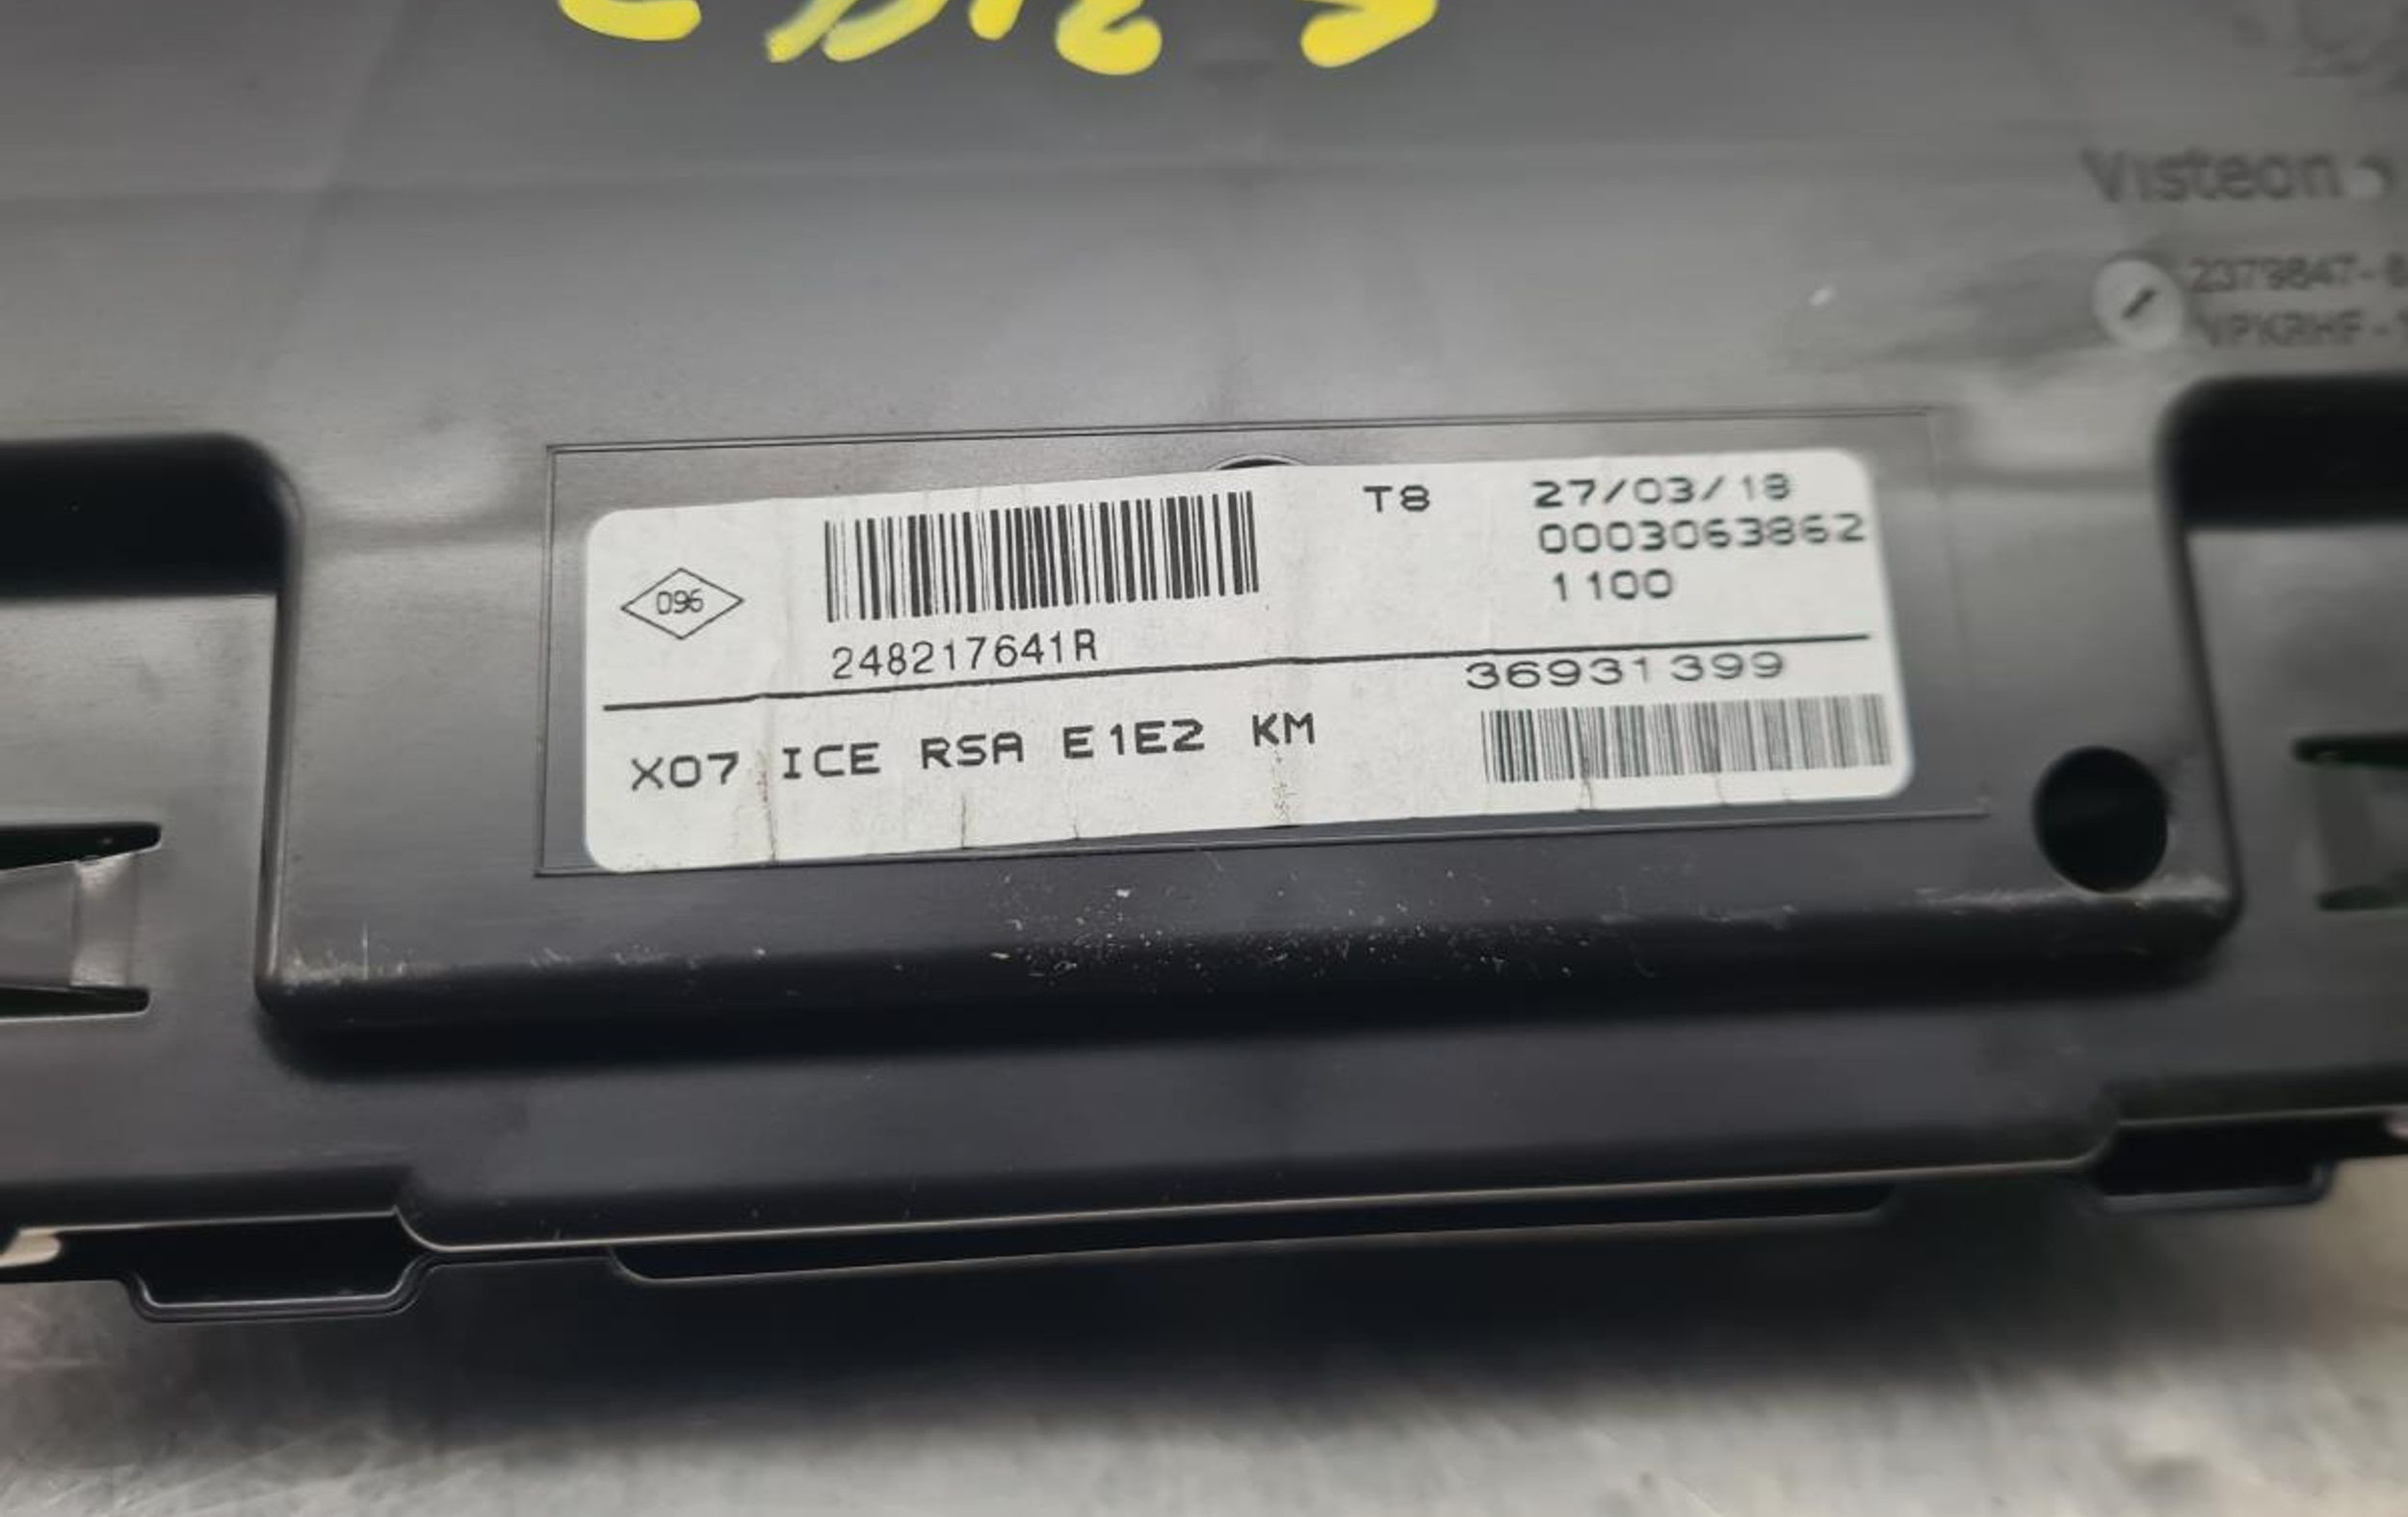 Visteon
T8 27/03/18
0003063862
1100
096
248217641R
36931399
X07 ICE RSA E1E2 KM